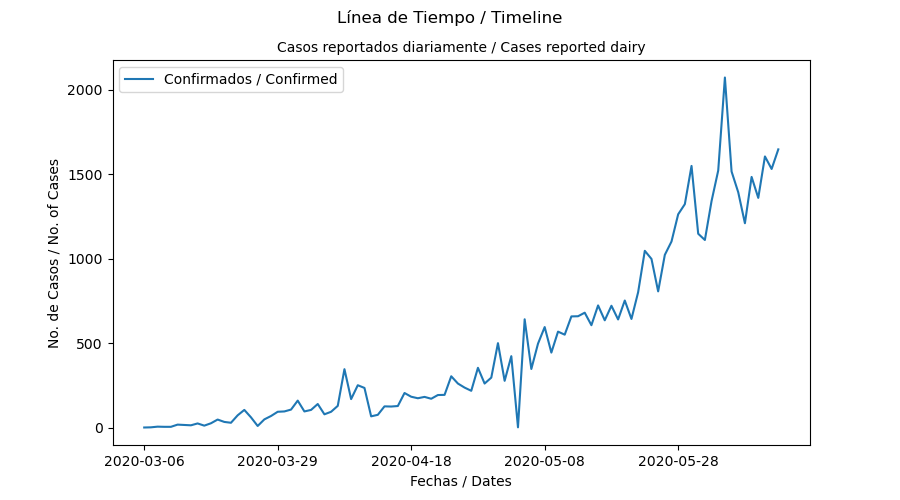 Línea de Tiempo / Timeline
Casos reportados diariamente / Cases reported dairy
Confirmados / Confirmed
2000
1500
1000
500
0
No. de Casos / No. of Cases
2020-03-06 2020-03-29 2020-04-18 2020-05-08 2020-05-28
Fechas / Dates